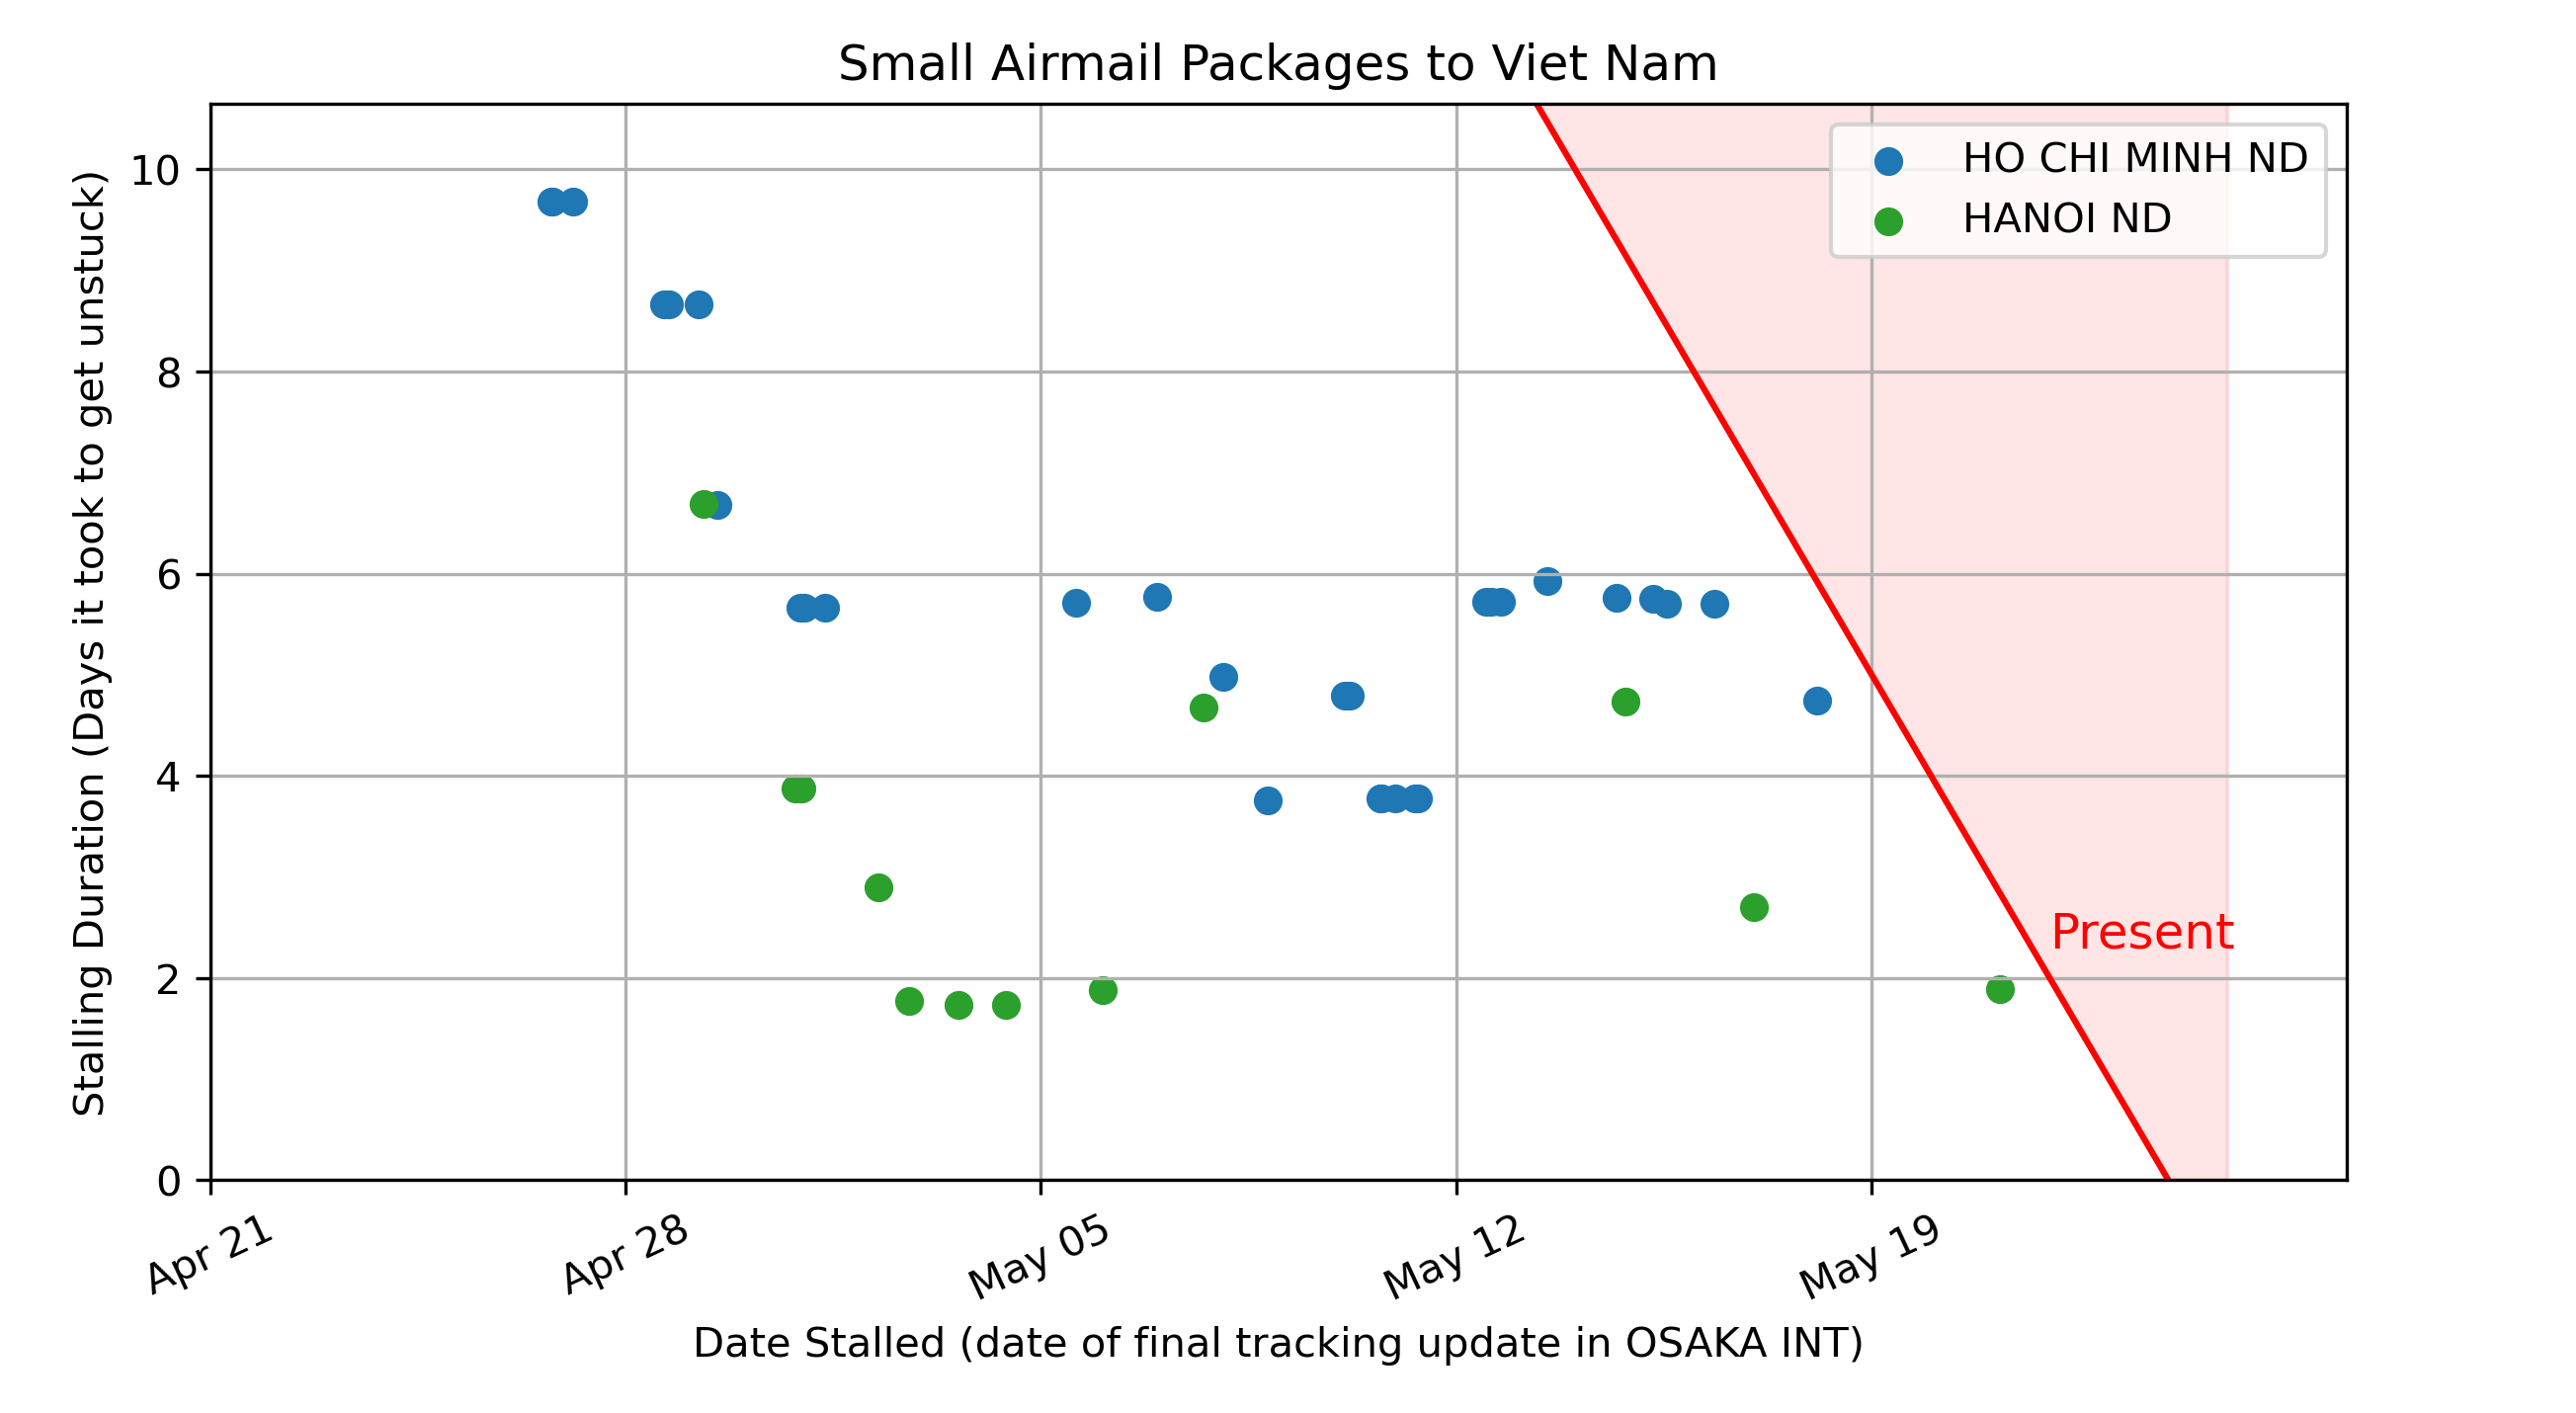 Small Airmail Packages to Viet Nam
Stalling Duration (Days it took to get unstuck)
10
8
6
4
2
0
HO CHI MINH ND
HANOI ND
Present
Apr 21
Apr 28
May 05
May 12
May 19
Date Stalled (date of final tracking update in OSAKA INT)